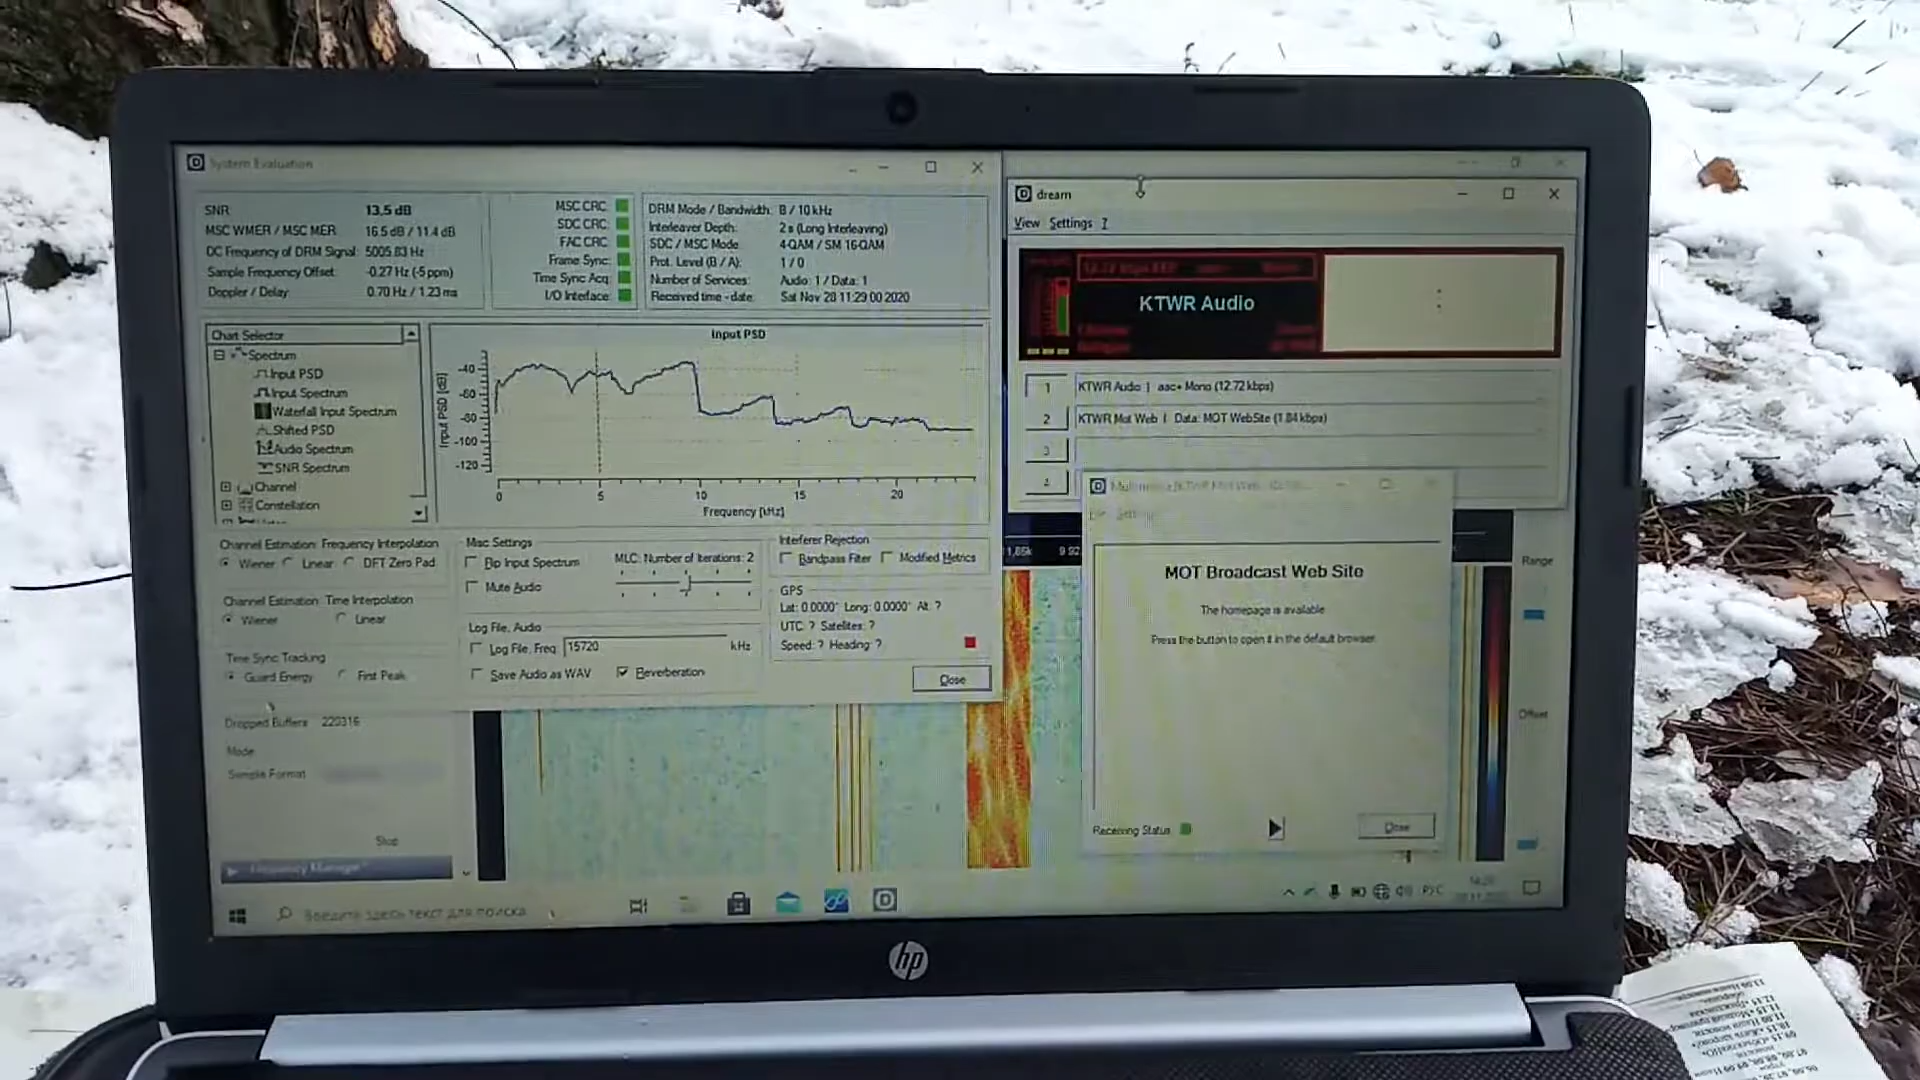 System Evaluation
SNR 13.5 dB
MSC WMER / MSC MER 16.5 dB / 11.4 dB
DC Frequency of DRM Signal: 5005.83 Hz
Sample Frequency Offset: -0.27 Hz (-5 ppm)
Doppler / Delay: 0.70 Hz / 1.23 ms
MSC CRC:
SDC CRC:
FAC CRC:
Frame Sync:
Time Sync Acq:
I/O Interface:
DRM Mode / Bandwidth: B / 10 kHz
Interleaver Depth: 2 s (Long Interleaving)
SDC / MSC Mode: 4-QAM / SM 16-QAM
Prot. Level (B / A): 1 / 0
Number of Services: Audio: 1 / Data: 1
Received time - date: Sat Nov 28 11:29:00 2020
Chart Selector
Spectrum
Input PSD
Input Spectrum
Waterfall Input Spectrum
Shifted PSD
Audio Spectrum
SNR Spectrum
Channel
Constellation
Input PSD
Input PSD [dB]
-40
-60
-80
-100
-120
0 5 10 15 20
Frequency [kHz]
Channel Estimation: Frequency Interpolation
Wiener Linear DFT Zero Pad
Channel Estimation: Time Interpolation
Wiener Linear
Time Sync Tracking
Guard Energy First Peak
Misc Settings
Flip Input Spectrum
Mute Audio
MLC: Number of Iterations: 2
Log File, Audio
Log File, Freq: 15720 kHz
Save Audio as WAV Reverberation
Interferer Rejection
Bandpass Filter Modified Metrics
GPS
Lat: 0.0000° Long: 0.0000° Alt: ?
UTC: ? Satellites: ?
Speed: ? Heading: ?
Close
Dropped Buffers 220316
Mode
Sample Format
Stop
Frequency Manager
dream
View Settings ?
KTWR Audio
1 KTWR Audio | aac+ Mono (12.72 kbps)
2 KTWR Mot Web | Data: MOT WebSite (1.84 kbps)
3
4
MOT Broadcast Web Site
The homepage is available
Press the button to open it in the default browser
Receiving Status
Close
Range
Offset
Введите здесь текст для поиска
РУС
hp